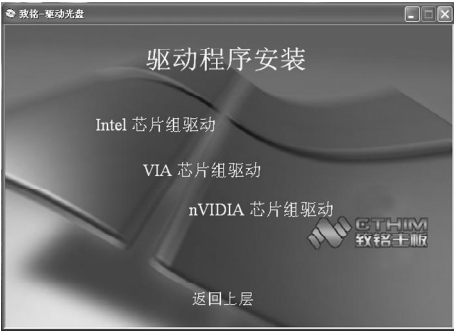 致铭-驱动光盘
驱动程序安装
Intel 芯片组驱动
VIA 芯片组驱动
nVIDIA 芯片组驱动
CTHIM
致铭主板
返回上层